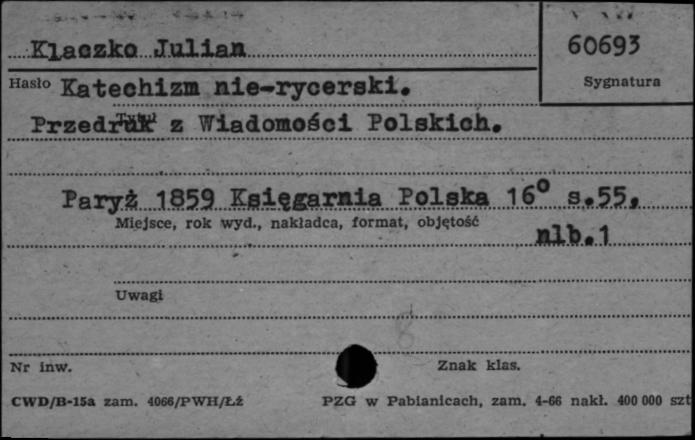 Klaczko Julian
60693
Hasło Katechizm nie-rycerski.
Sygnatura
Tytuł
Przedruk z Wiadomości Polskich.
Paryż 1859 Księgarnia Polska 16° s.55,
Miejsce, rok wyd., nakładca, format, objętość
nlb.1
Uwagi
8
Nr inw.
Znak klas.
CWD/B-15a zam. 4066/PWH/Łź
PZG w Pabianicach, zam. 4-66 nakł. 400 000 szt